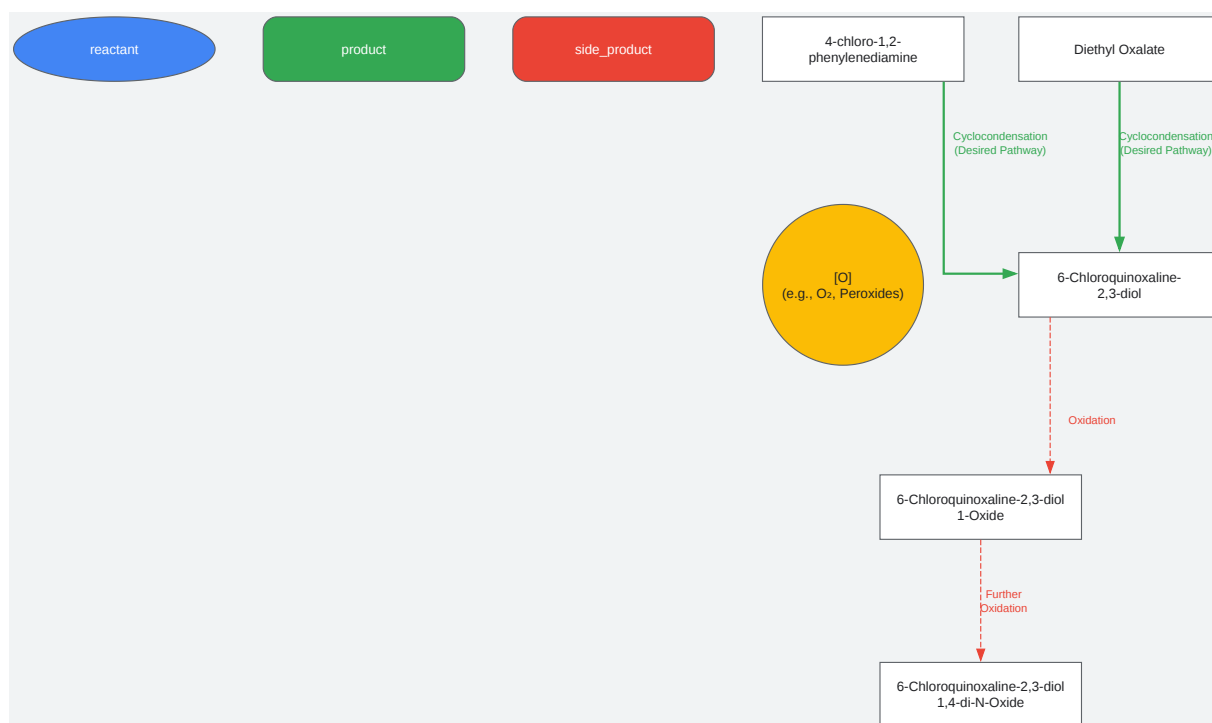 reactant
product
side_product
4-chloro-1,2-
phenylenediamine
Diethyl Oxalate
Cyclocondensation
(Desired Pathway)
Cyclocondensation
(Desired Pathway)
[O]
(e.g., O₂, Peroxides)
6-Chloroquinoxaline-
2,3-diol
Oxidation
6-Chloroquinoxaline-2,3-diol
1-Oxide
Further
Oxidation
6-Chloroquinoxaline-2,3-diol
1,4-di-N-Oxide